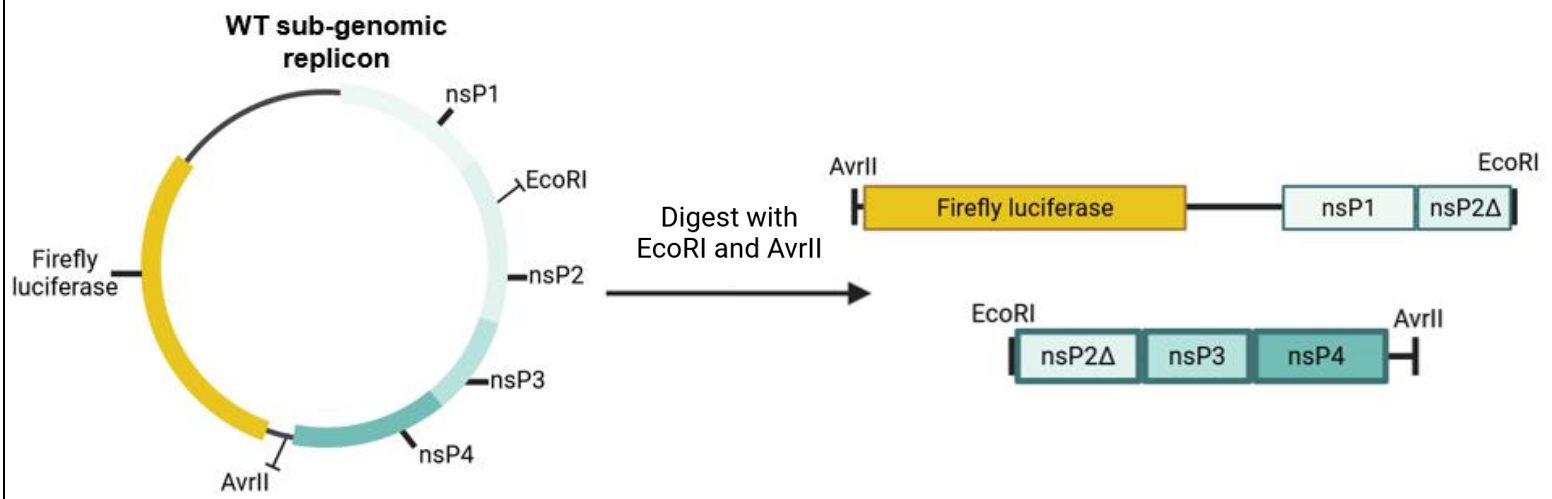 WT sub-genomic
replicon
nsP1
EcoRI
nsP2
nsP3
nsP4
AvrII
Firefly
luciferase
Digest with
EcoRI and AvrII
AvrII
EcoRI
Firefly luciferase
nsP1
nsP2Δ
EcoRI
AvrII
nsP2Δ
nsP3
nsP4